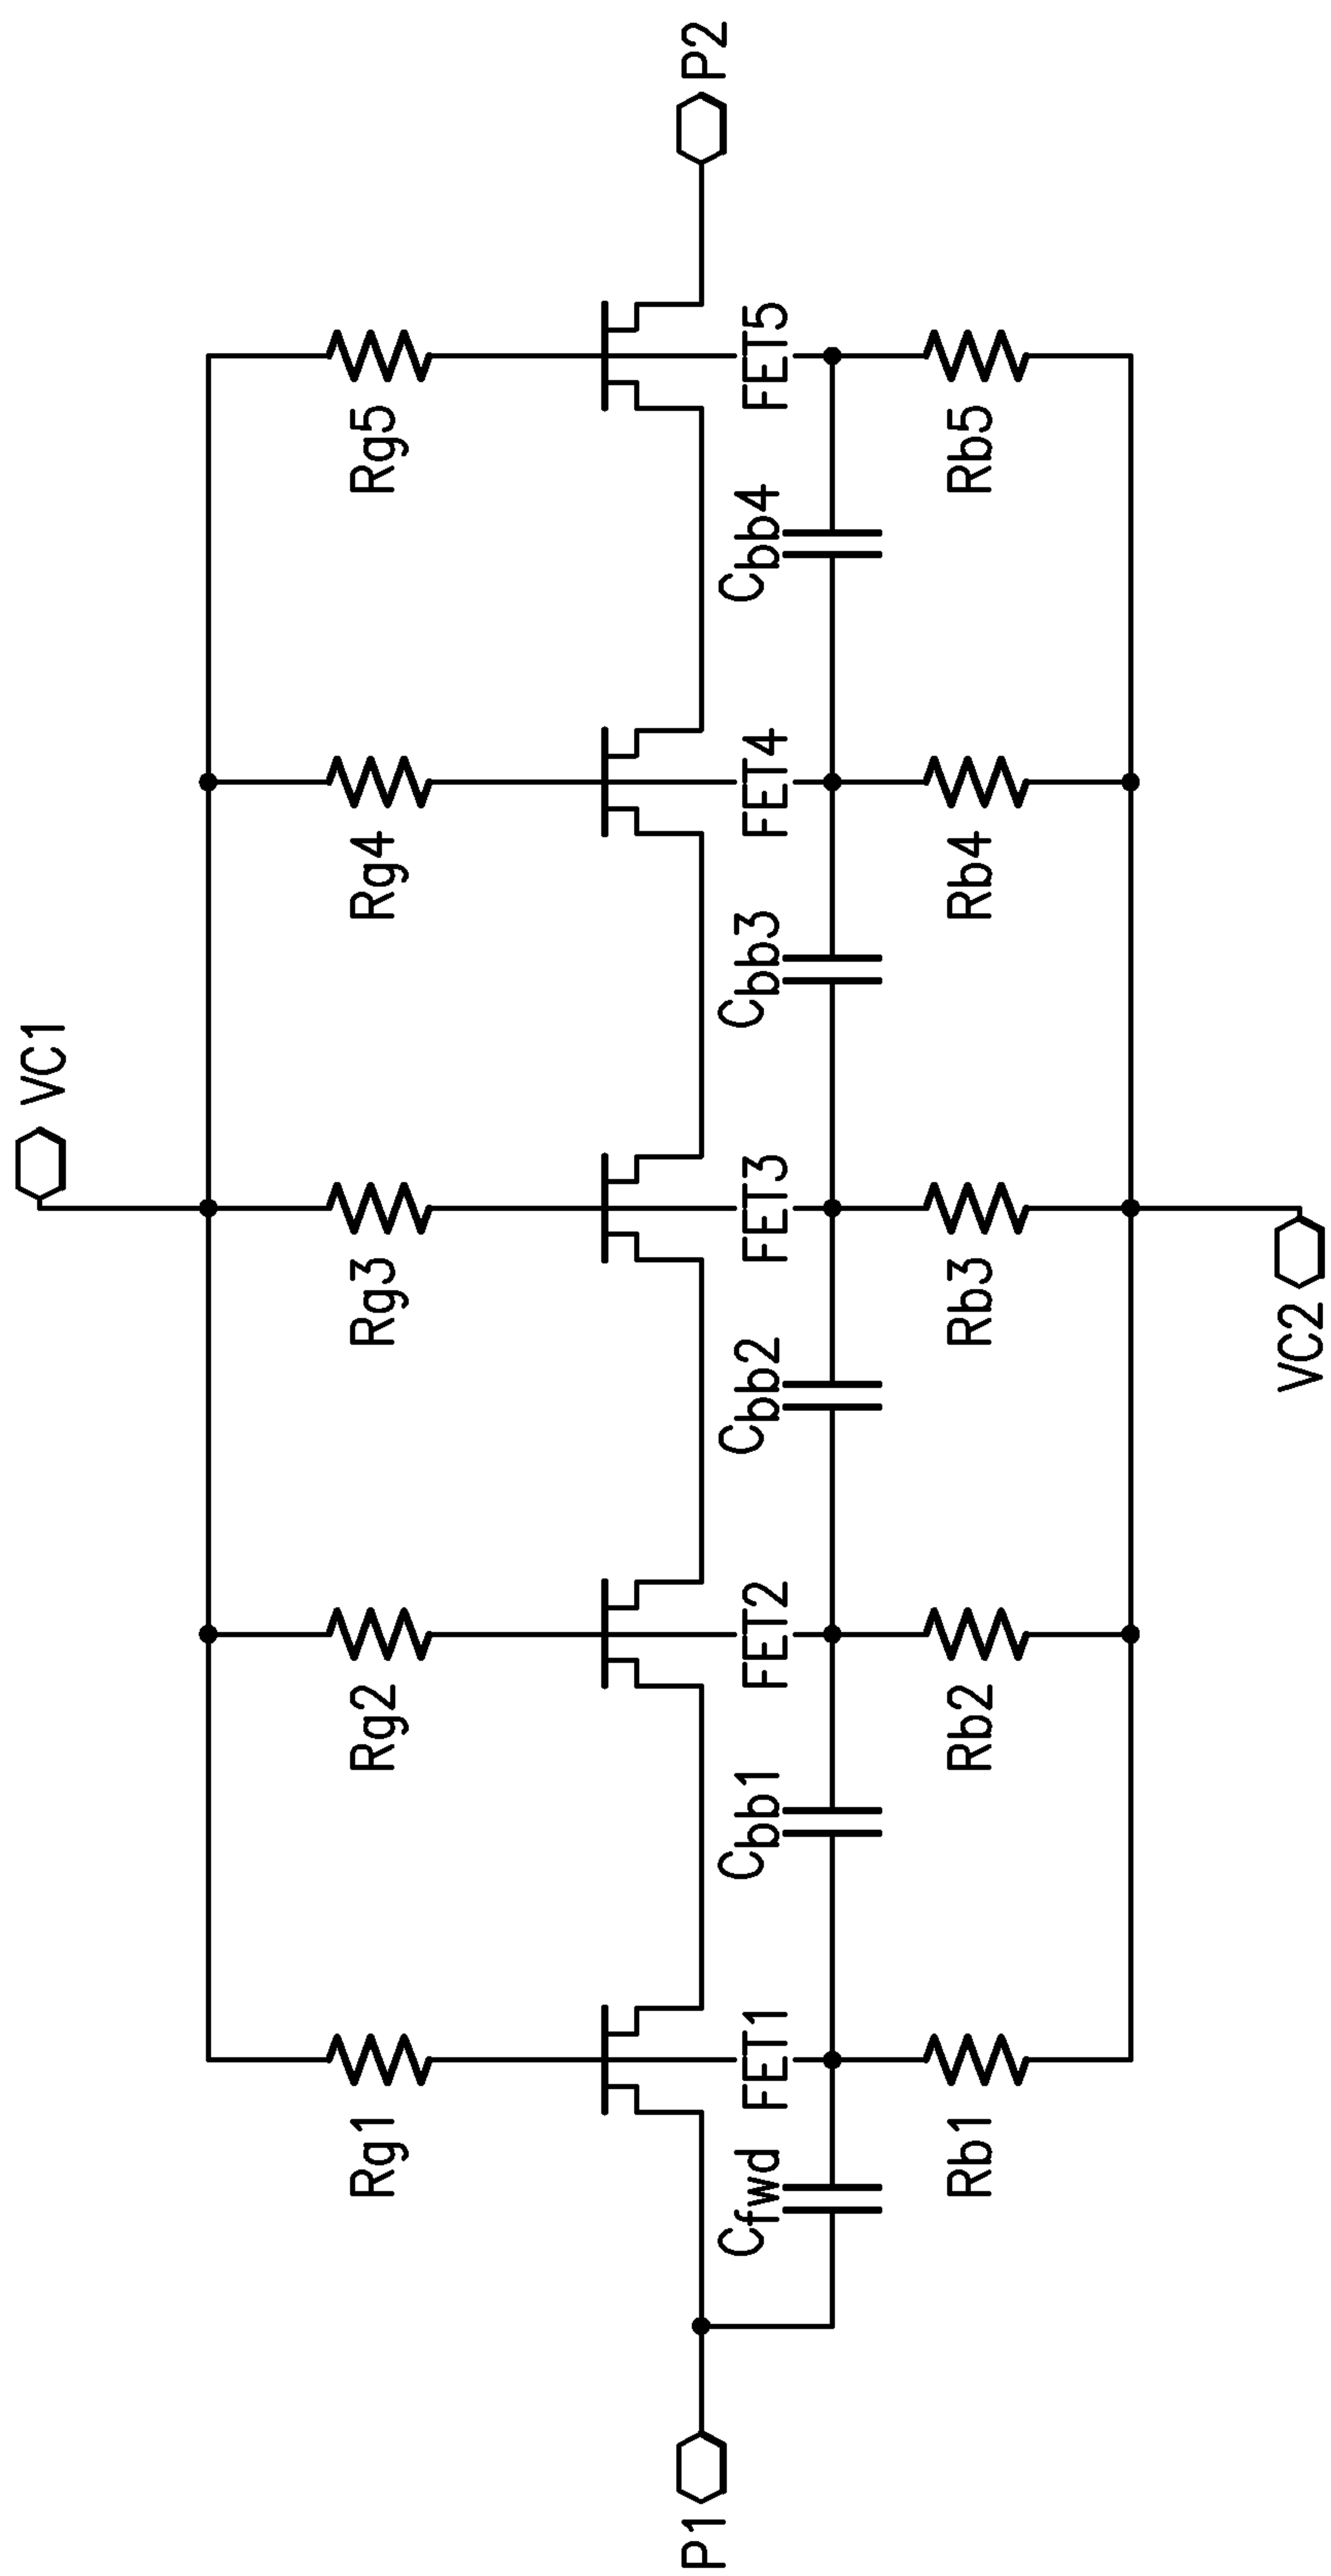 VC1
Rg1
Rg2
Rg3
Rg4
Rg5
P1
P2
FET1
FET2
FET3
FET4
FET5
Cfwd
Cbb1
Cbb2
Cbb3
Cbb4
Rb1
Rb2
Rb3
Rb4
Rb5
VC2